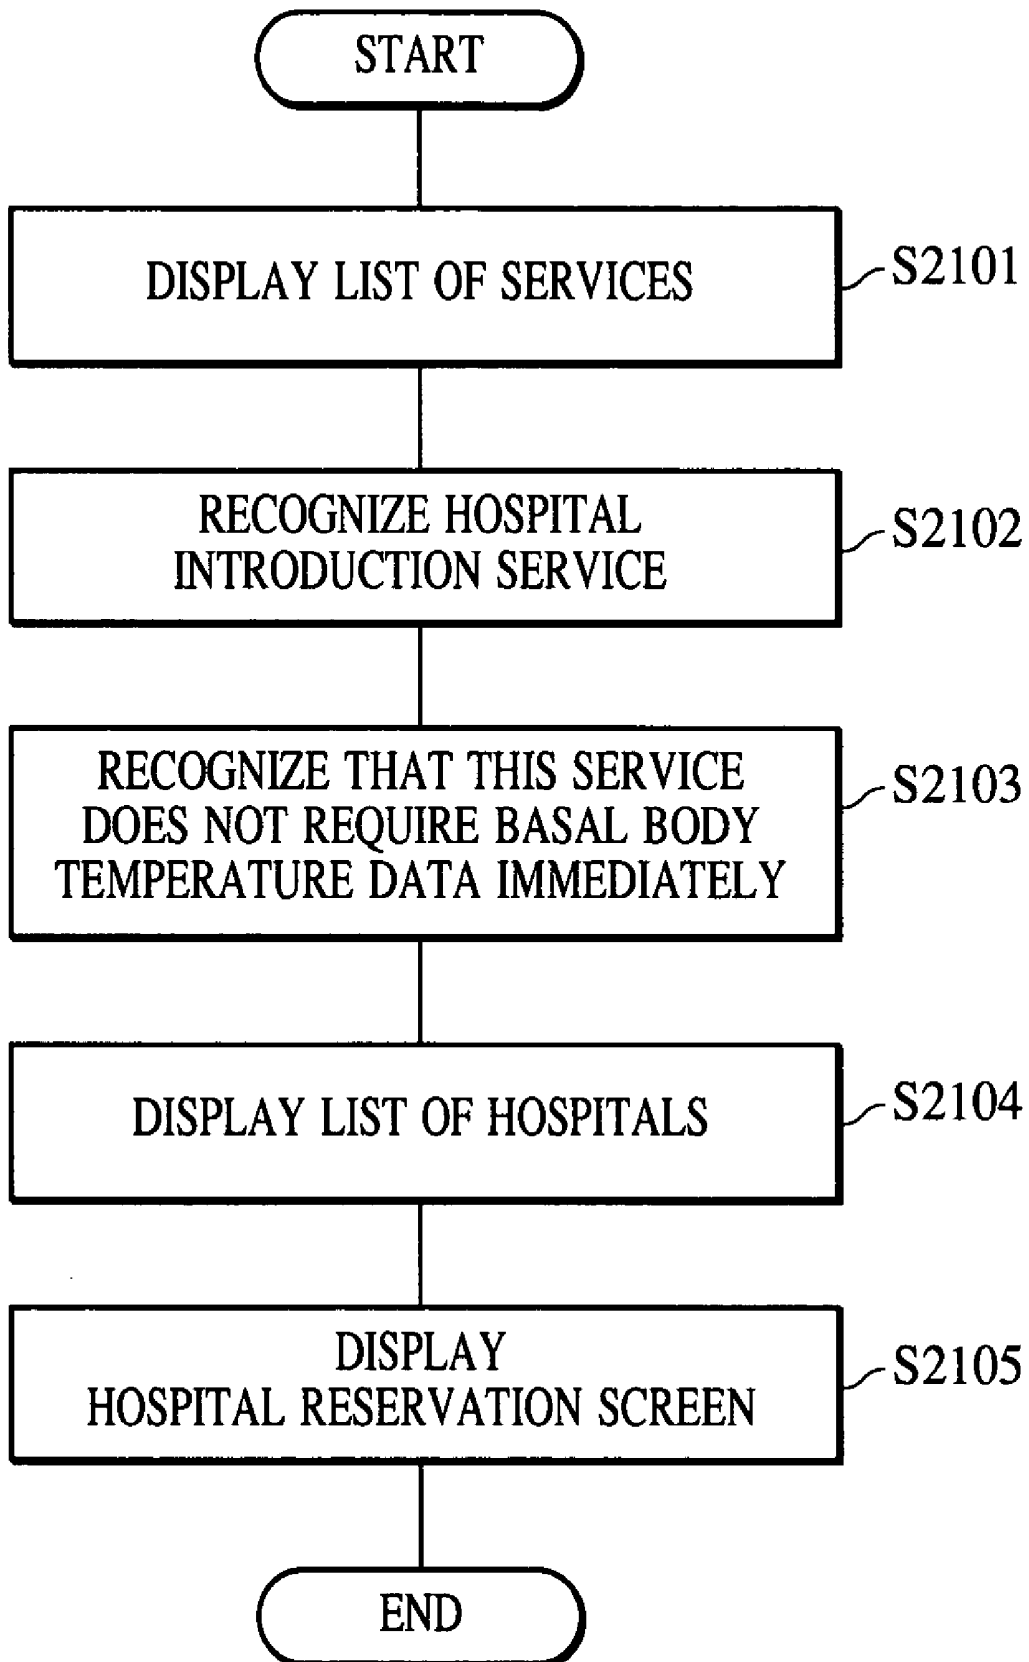 START
DISPLAY LIST OF SERVICES
S2101
RECOGNIZE HOSPITAL
INTRODUCTION SERVICE
S2102
RECOGNIZE THAT THIS SERVICE
DOES NOT REQUIRE BASAL BODY
TEMPERATURE DATA IMMEDIATELY
S2103
DISPLAY LIST OF HOSPITALS
S2104
DISPLAY
HOSPITAL RESERVATION SCREEN
S2105
END